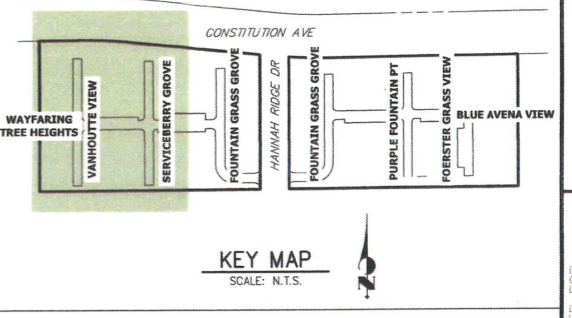 CONSTITUTION AVE
WAYFARING
TREE HEIGHTS
VANHOUTTE VIEW
SERVICEBERRY GROVE
FOUNTAIN GRASS GROVE
HANNAH RIDGE DR
FOUNTAIN GRASS GROVE
PURPLE FOUNTAIN PT
FOERSTER GRASS VIEW
BLUE AVENA VIEW
KEY MAP
SCALE: N.T.S.
N